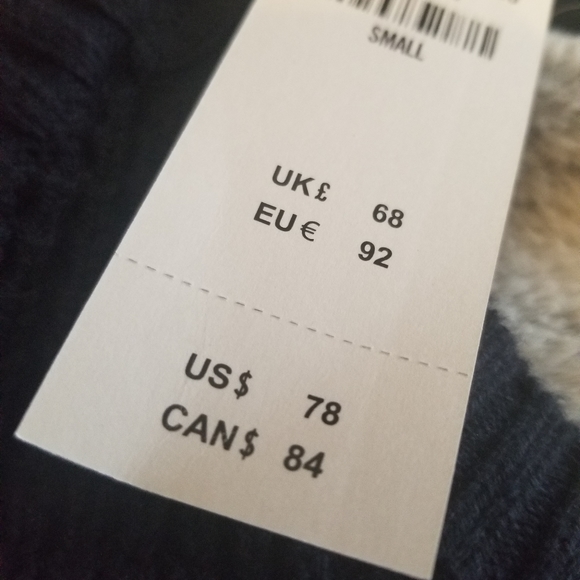 SMALL
UK£ 68
EU€ 92
US$ 78
CAN$ 84